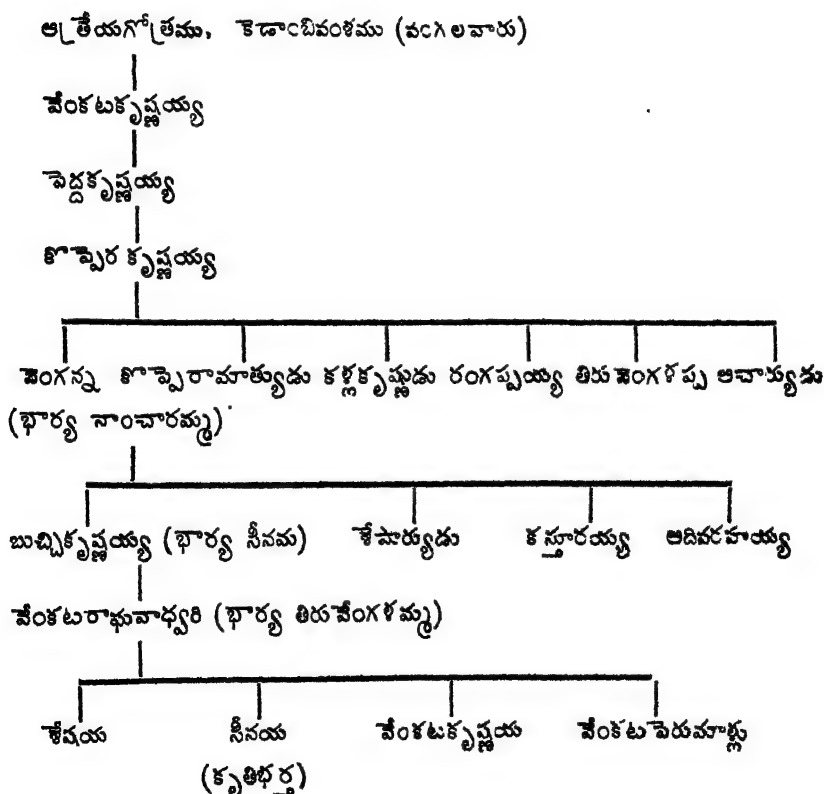 ఆత్రేయగోత్రము, కెడాంబివంశము (వంగలవారు)
వేంకటకృష్ణయ్య
పెద్దకృష్ణయ్య
కొప్పెర కృష్ణయ్య
వెంగన్న కొప్పెరామాత్యుడు కళ్లకృష్ణుడు రంగప్పయ్య తిరువెంగళప్ప ఆచార్యుడు
(భార్య నాంచారమ్మ)
బుచ్చికృష్ణయ్య (భార్య సీనమ) శేషార్యుడు కస్తూరయ్య ఆదివరహయ్య
వేంకటరాఘవాధ్వరి (భార్య తిరువేంగళమ్మ)
శేషయ సీనయ వేంకటకృష్ణయ వేంకటపెరుమాళ్లు
(కృతిభర్త)